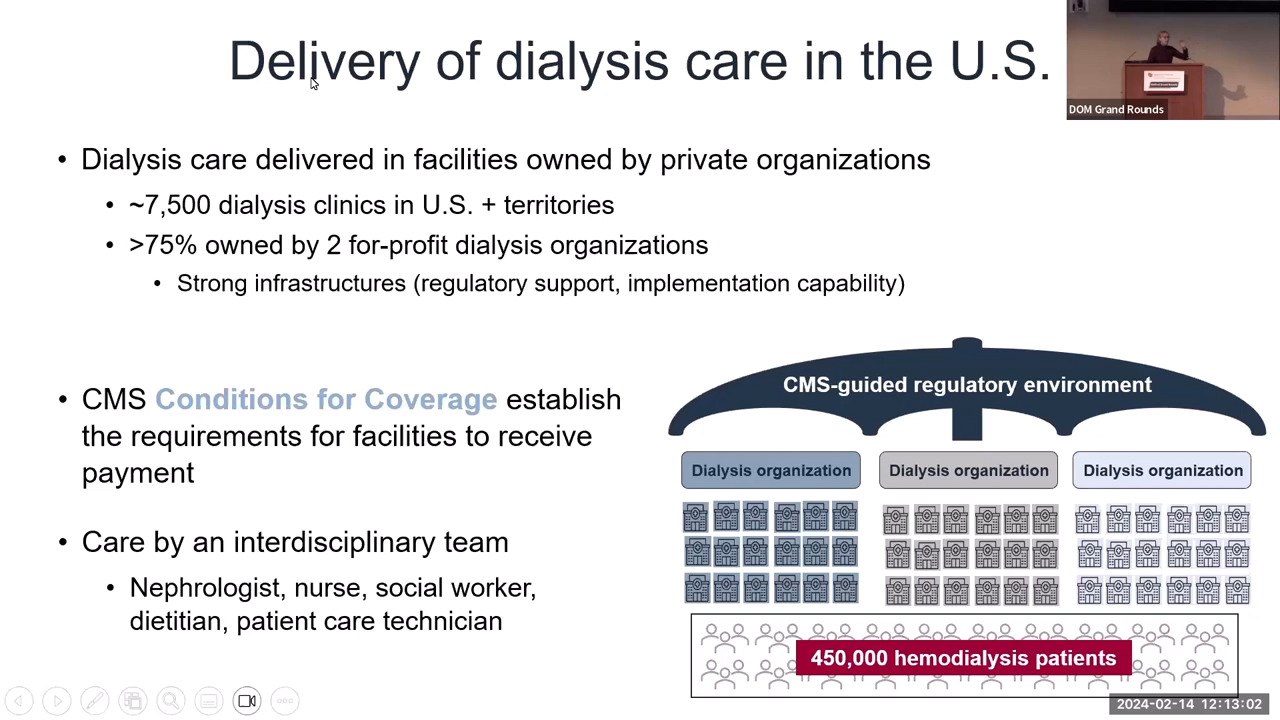 Delivery of dialysis care in the U.S.
DOM Grand Rounds
• Dialysis care delivered in facilities owned by private organizations
• ~7,500 dialysis clinics in U.S. + territories
• >75% owned by 2 for-profit dialysis organizations
• Strong infrastructures (regulatory support, implementation capability)
• CMS Conditions for Coverage establish
the requirements for facilities to receive
payment
• Care by an interdisciplinary team
• Nephrologist, nurse, social worker,
dietitian, patient care technician
CMS-guided regulatory environment
Dialysis organization
Dialysis organization
Dialysis organization
450,000 hemodialysis patients
2024-02-14 12:13:02